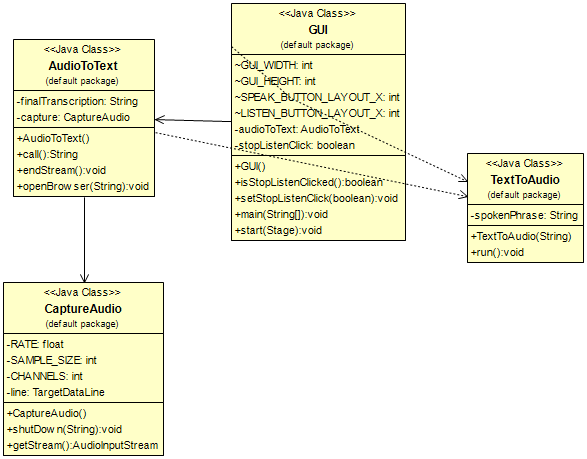 <<Java Class>>
AudioToText
(default package)
-finalTranscription: String
-capture: CaptureAudio
+AudioToText()
+call():String
+endStream():void
+openBrowser(String):void
<<Java Class>>
GUI
(default package)
~GUI_WIDTH: int
~GUI_HEIGHT: int
~SPEAK_BUTTON_LAYOUT_X: int
~LISTEN_BUTTON_LAYOUT_X: int
-audioToText: AudioToText
-stopListenClick: boolean
+GUI()
+isStopListenClicked():boolean
+setStopListenClick(boolean):void
+main(String[]):void
+start(Stage):void
<<Java Class>>
TextToAudio
(default package)
-spokenPhrase: String
+TextToAudio(String)
+run():void
<<Java Class>>
CaptureAudio
(default package)
-RATE: float
-SAMPLE_SIZE: int
-CHANNELS: int
-line: TargetDataLine
+CaptureAudio()
+shutDown(String):void
+getStream():AudioInputStream